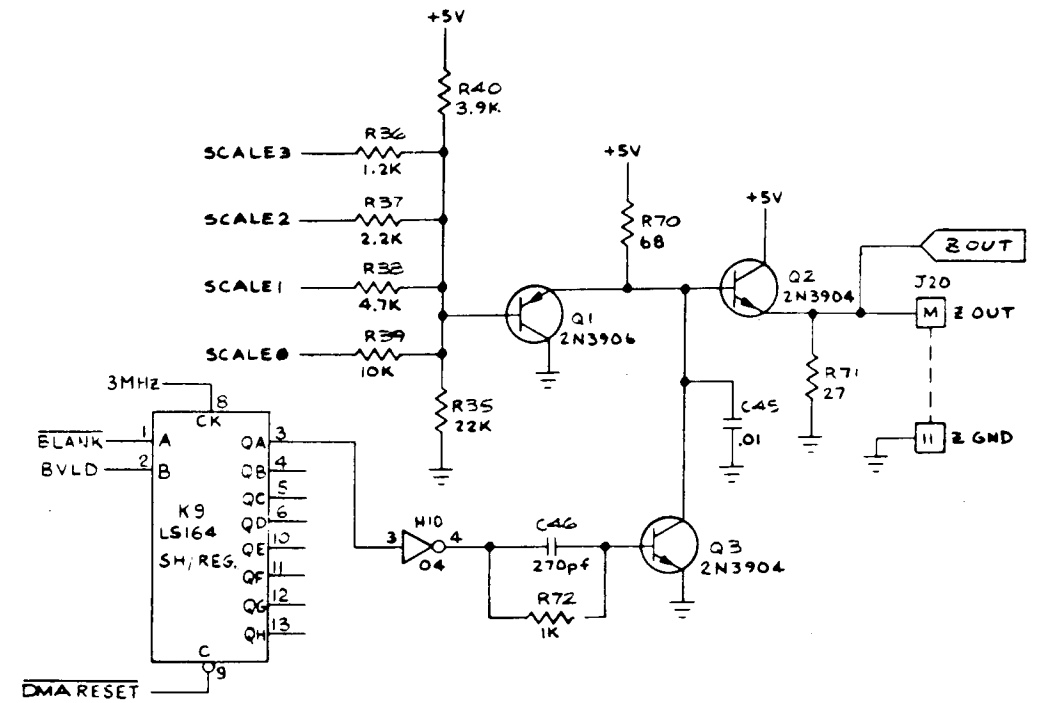 +5V
R40
3.9K
SCALE3
R36
1.2K
SCALE2
R37
2.2K
SCALE1
R38
4.7K
SCALE0
R39
10K
R35
22K
+5V
R70
68
Q1
2N3906
+5V
Q2
2N3904
Z OUT
J20
M
Z OUT
R71
27
11
Z GND
C45
.01
3MHz
8
CK
BLANK
1
A
QA
3
BVLD
2
B
QB
4
QC
5
QD
6
QE
10
QF
11
QG
12
QH
13
K9
LS164
SH/REG.
C
9
DMA RESET
3
H10
4
04
C46
270pf
R72
1K
Q3
2N3904